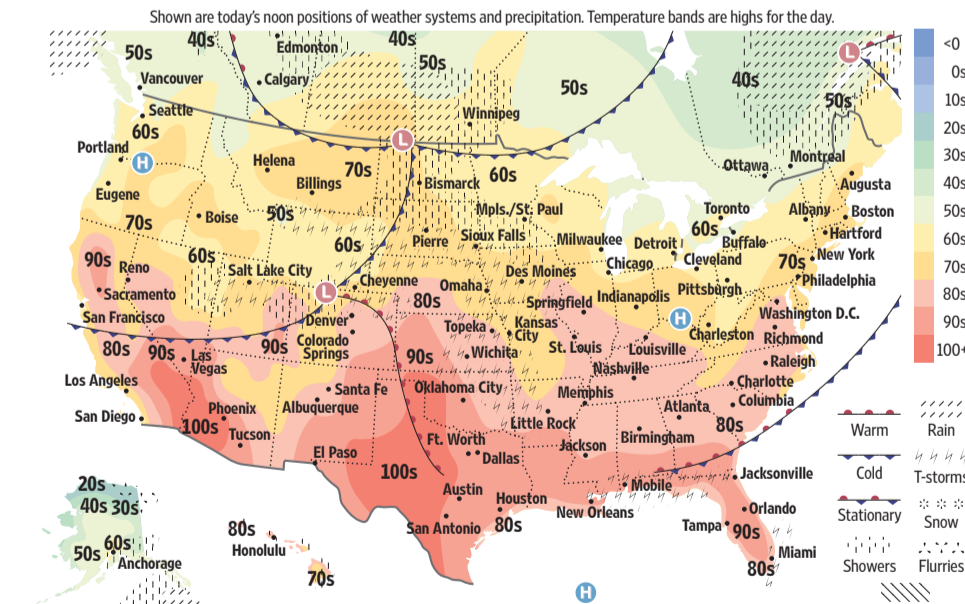 Shown are today's noon positions of weather systems and precipitation. Temperature bands are highs for the day.
40s
40s
50s
Edmonton
50s
L
<0
Vancouver
Calgary
50s
40s
0s
Seattle
Winnipeg
50s
10s
60s
20s
Portland
H
L
Helena
70s
Ottawa
Montreal
30s
Billings
Bismarck
60s
Augusta
40s
Eugene
70s
Boise
50s
Mpls./St. Paul
Toronto
Albany
Boston
50s
Pierre
Sioux Falls
60s
Buffalo
Hartford
60s
60s
Milwaukee
Detroit
90s
60s
Chicago
Cleveland
70s
New York
70s
Reno
Salt Lake City
Cheyenne
Omaha
Des Moines
Pittsburgh
Philadelphia
80s
Sacramento
L
80s
Springfield
Indianapolis
Washington D.C.
90s
San Francisco
Denver
Topeka
Kansas
City
H
Charleston
Richmond
100+
80s
90s
Las
Vegas
90s
Colorado
Springs
90s
Wichita
St. Louis
Louisville
Raleigh
Los Angeles
Santa Fe
Oklahoma City
Nashville
Charlotte
San Diego
Phoenix
Albuquerque
Memphis
Atlanta
Columbia
100s
Little Rock
80s
Warm
Rain
Tucson
El Paso
Ft. Worth
Dallas
Jackson
Birmingham
100s
Austin
Houston
Mobile
Jacksonville
Cold
T-storms
20s
40s
30s
San Antonio
80s
New Orleans
Orlando
Stationary
Snow
80s
Tampa
90s
50s
60s
Anchorage
Honolulu
Miami
Showers
Flurries
70s
80s
H